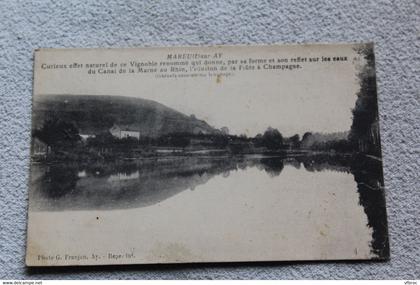 MAREUIL-sur-AY
Curieux effet naturel de ce Vignoble renommé qui donne, par sa forme et son reflet sur les eaux
du Canal de la Marne au Rhin, l'illusion de la Flûte à Champagne.
Photo G. Franjou, Ay. - Repr. int.